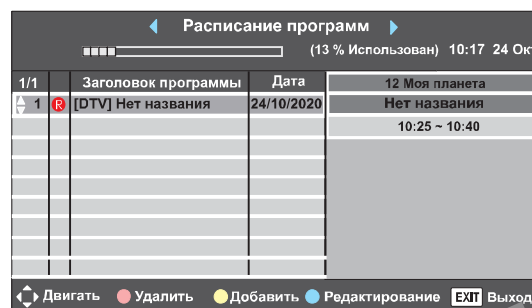 Расписание программ
(13 % Использован) 10:17 24 Окт
1/1 Заголовок программы Дата 12 Моя планета
1 R [DTV] Нет названия 24/10/2020 Нет названия
10:25 ~ 10:40
Двигать Удалить Добавить Редактирование EXIT Выход